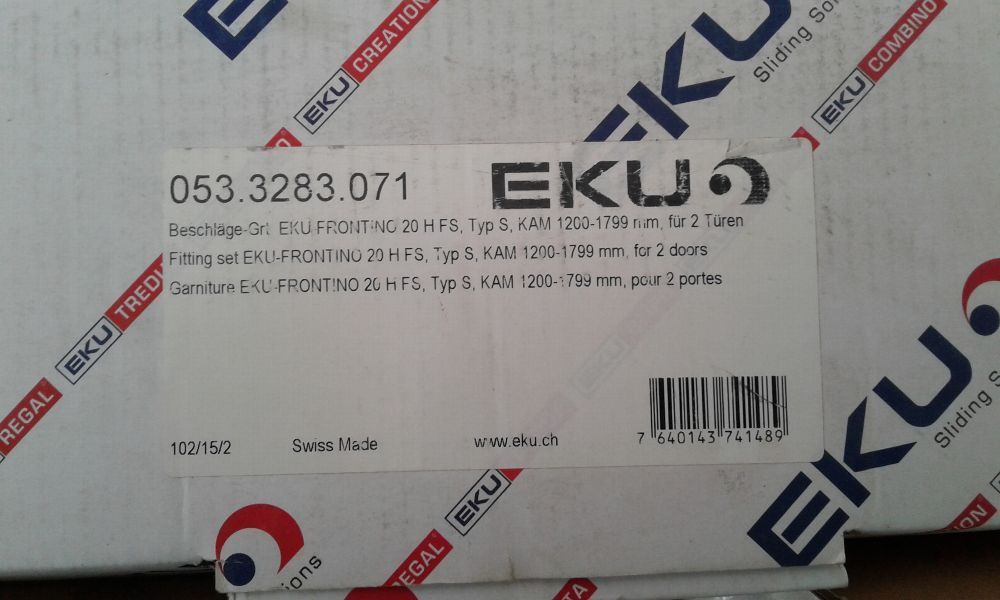 EKU CREATION
EKU
Sliding
EKU COMBINO
053.3283.071
EKU
Beschläge-Grt. EKU-FRONTINO 20 H FS, Typ S, KAM 1200-1799 mm, für 2 Türen
Fitting set EKU-FRONTINO 20 H FS, Typ S, KAM 1200-1799 mm, for 2 doors
Garniture EKU-FRONTINO 20 H FS, Typ S, KAM 1200-1799 mm, pour 2 portes
EKU
REGAL
EKU
Sliding
7 640143 741489
102/15/2
Swiss Made
www.eku.ch
EKU
REGAL